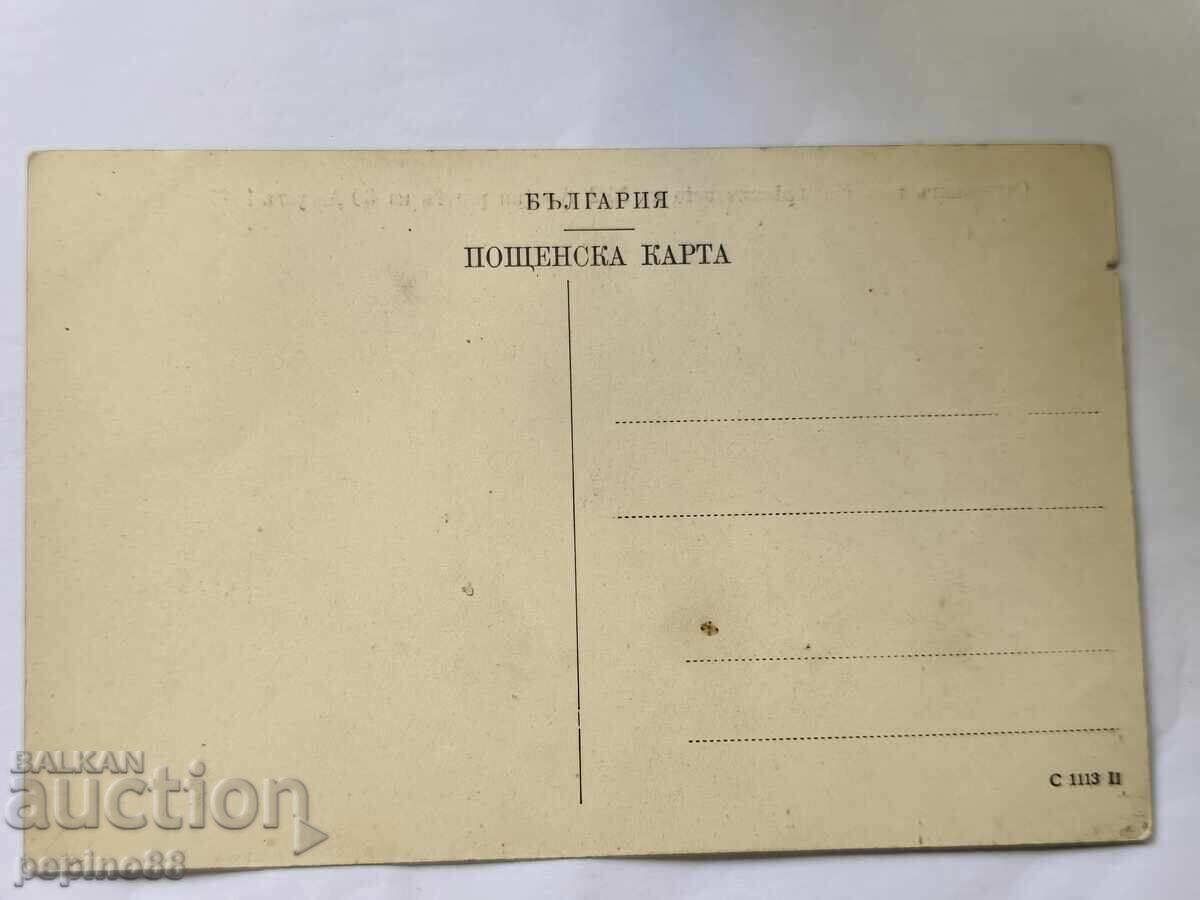 БЪЛГАРИЯ
ПОЩЕНСКА КАРТА
C 1113 II
BALKAN
auction
pepino88